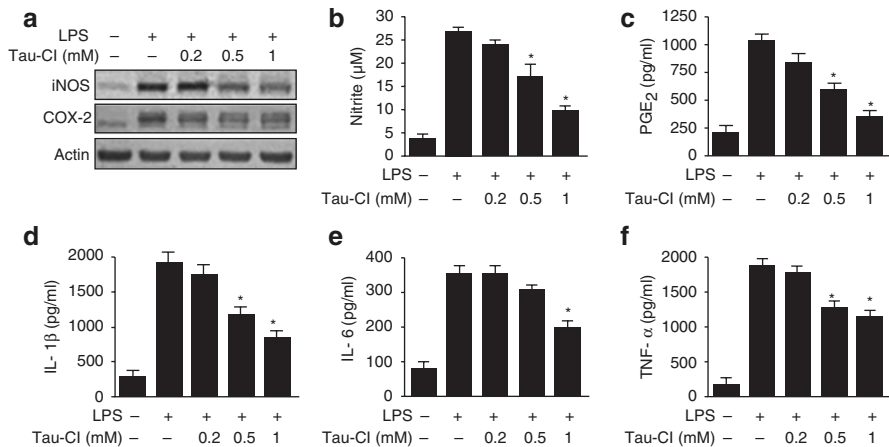 a
LPS – + + + +
Tau-Cl (mM) – – 0.2 0.5 1
iNOS
COX-2
Actin
b
Nitrite (µM)
30
25
20
15
10
5
0
*
*
LPS – + + + +
Tau-Cl (mM) – – 0.2 0.5 1
c
PGE2 (pg/ml)
1250
1000
750
500
250
0
*
*
LPS – + + + +
Tau-Cl (mM) – – 0.2 0.5 1
d
IL- 1β (pg/ml)
2000
1500
1000
500
0
*
*
LPS – + + + +
Tau-Cl (mM) – – 0.2 0.5 1
e
IL- 6 (pg/ml)
400
300
200
100
0
*
LPS – + + + +
Tau-Cl (mM) – – 0.2 0.5 1
f
TNF- α (pg/ml)
2000
1500
1000
500
0
*
*
LPS – + + + +
Tau-Cl (mM) – – 0.2 0.5 1